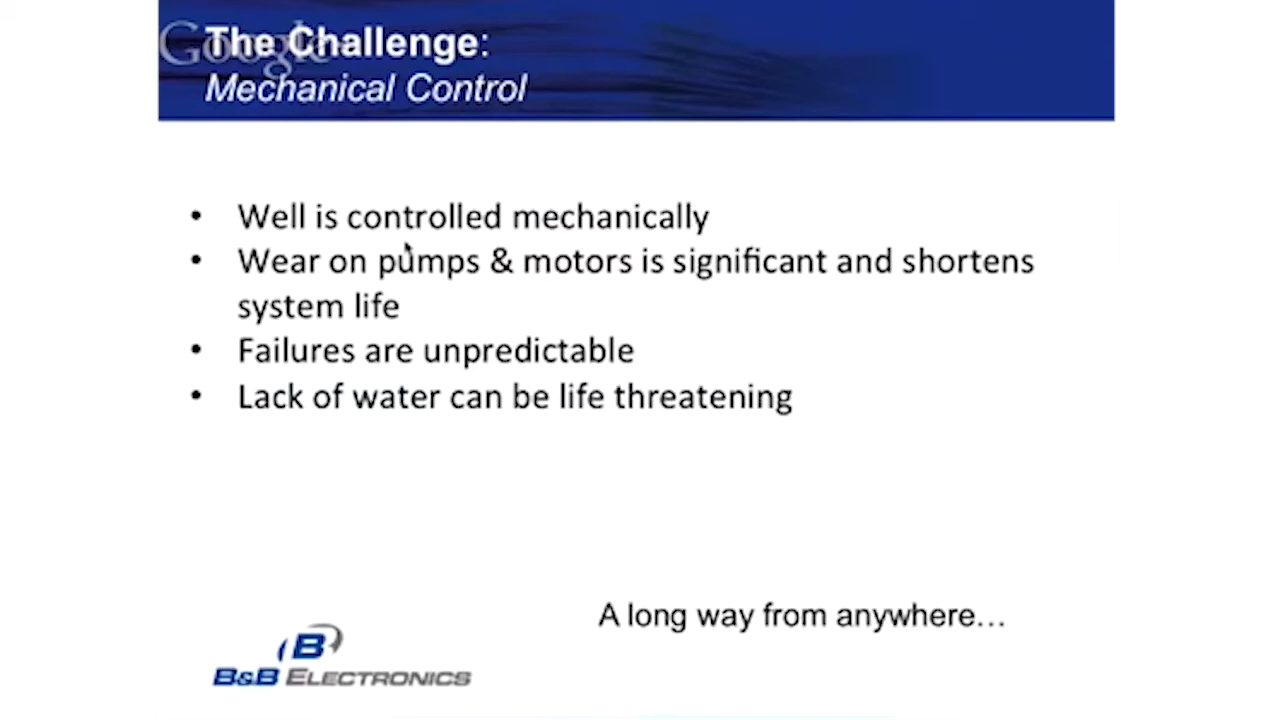 Google
The Challenge:
Mechanical Control
• Well is controlled mechanically
• Wear on pumps & motors is significant and shortens
system life
• Failures are unpredictable
• Lack of water can be life threatening
A long way from anywhere…
B
B&B ELECTRONICS